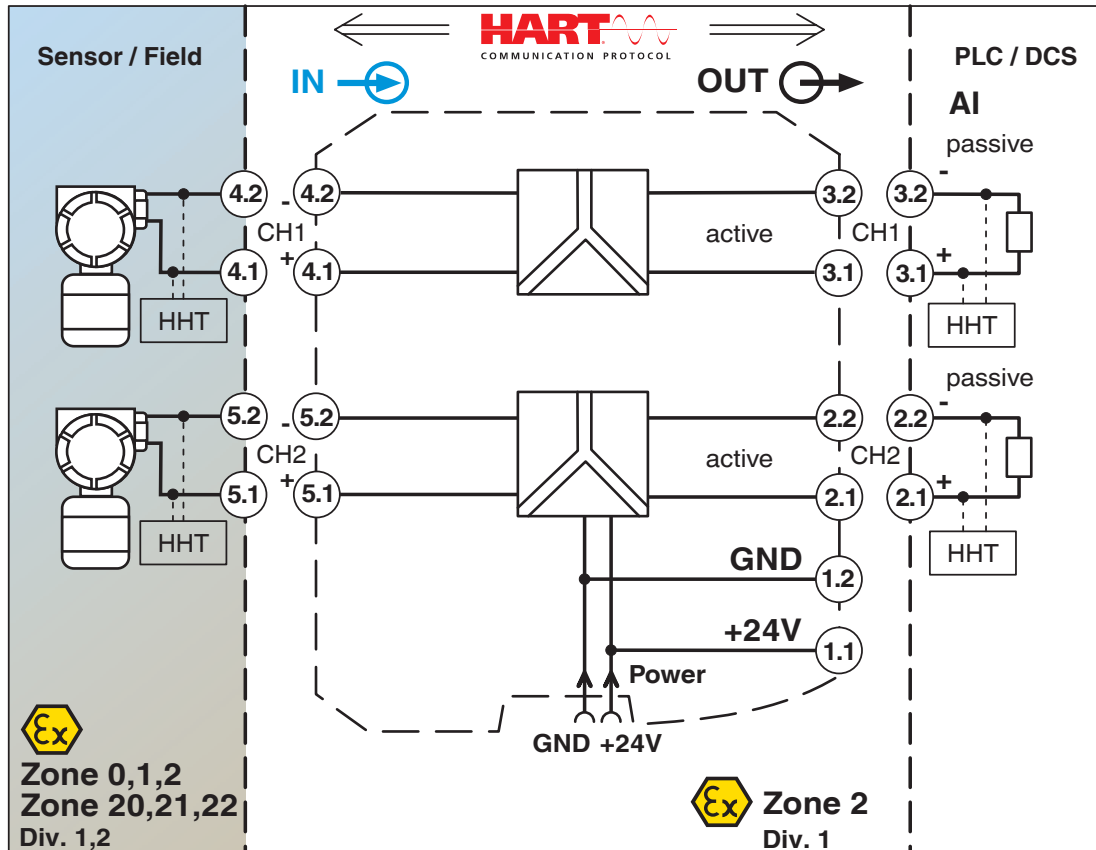 HART
COMMUNICATION PROTOCOL
Sensor / Field
PLC / DCS
IN
OUT
AI
passive
4.2
-
4.2
3.2
3.2
-
CH1
active
CH1
4.1
+
4.1
3.1
3.1
+
HHT
HHT
passive
5.2
-
5.2
2.2
2.2
-
CH2
active
CH2
5.1
+
5.1
2.1
2.1
+
HHT
HHT
GND
1.2
+24V
1.1
Power
GND +24V
Ex
Zone 0,1,2
Zone 20,21,22
Div. 1,2
Ex
Zone 2
Div. 1